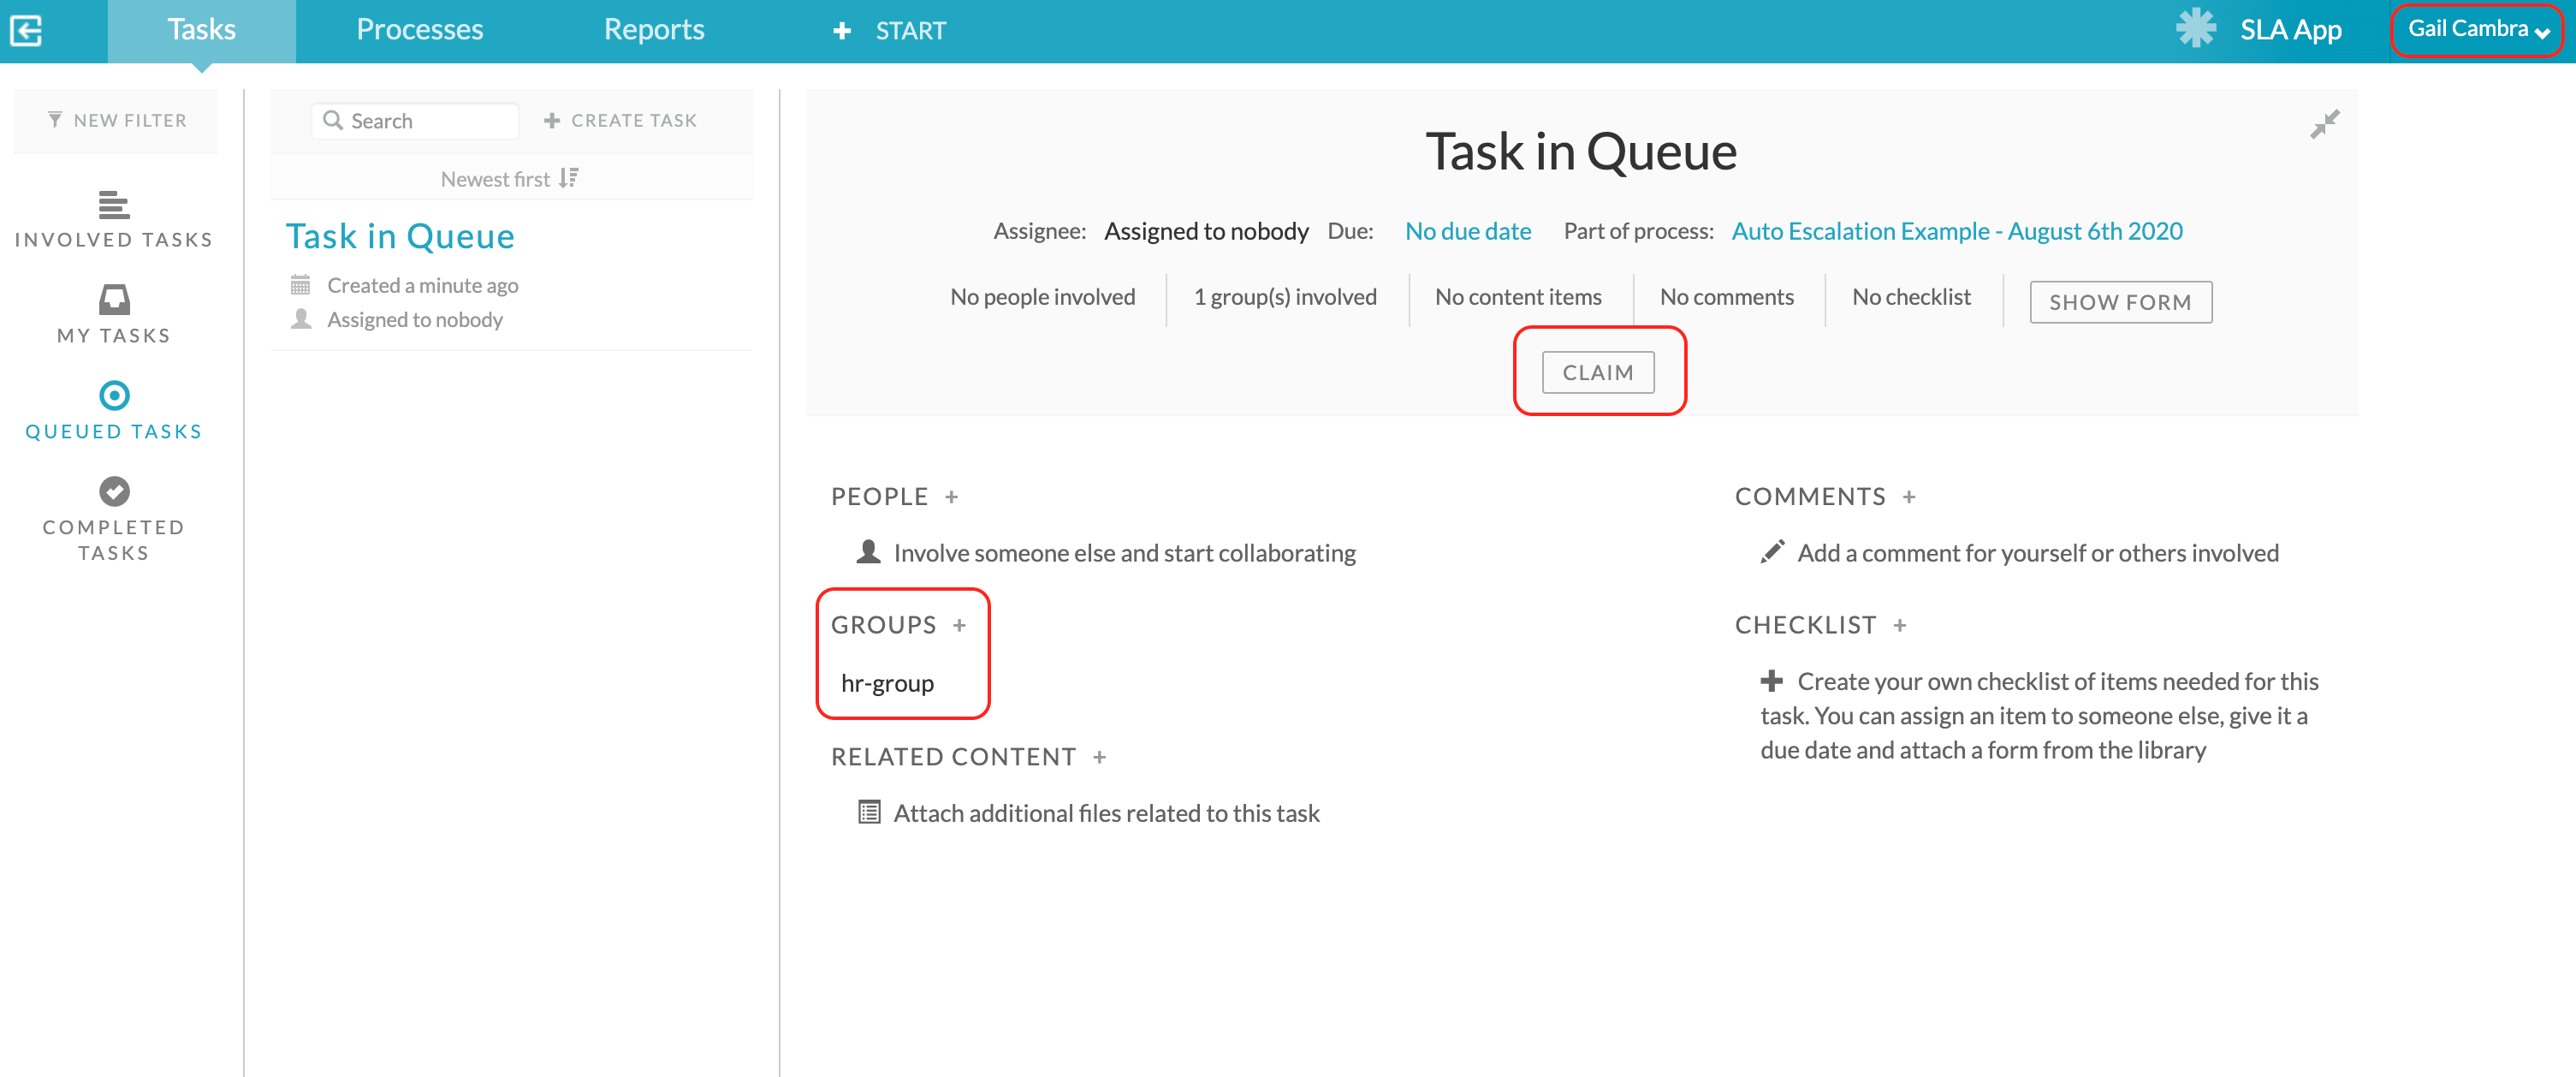 Tasks
Processes
Reports
START
SLA App
Gail Cambra
NEW FILTER
INVOLVED TASKS
MY TASKS
QUEUED TASKS
COMPLETED
TASKS
Search
CREATE TASK
Newest first
Task in Queue
Created a minute ago
Assigned to nobody
Task in Queue
Assignee: Assigned to nobody Due: No due date Part of process: Auto Escalation Example - August 6th 2020
No people involved 1 group(s) involved No content items No comments No checklist SHOW FORM
CLAIM
PEOPLE +
Involve someone else and start collaborating
GROUPS +
hr-group
RELATED CONTENT +
Attach additional files related to this task
COMMENTS +
Add a comment for yourself or others involved
CHECKLIST +
Create your own checklist of items needed for this
task. You can assign an item to someone else, give it a
due date and attach a form from the library